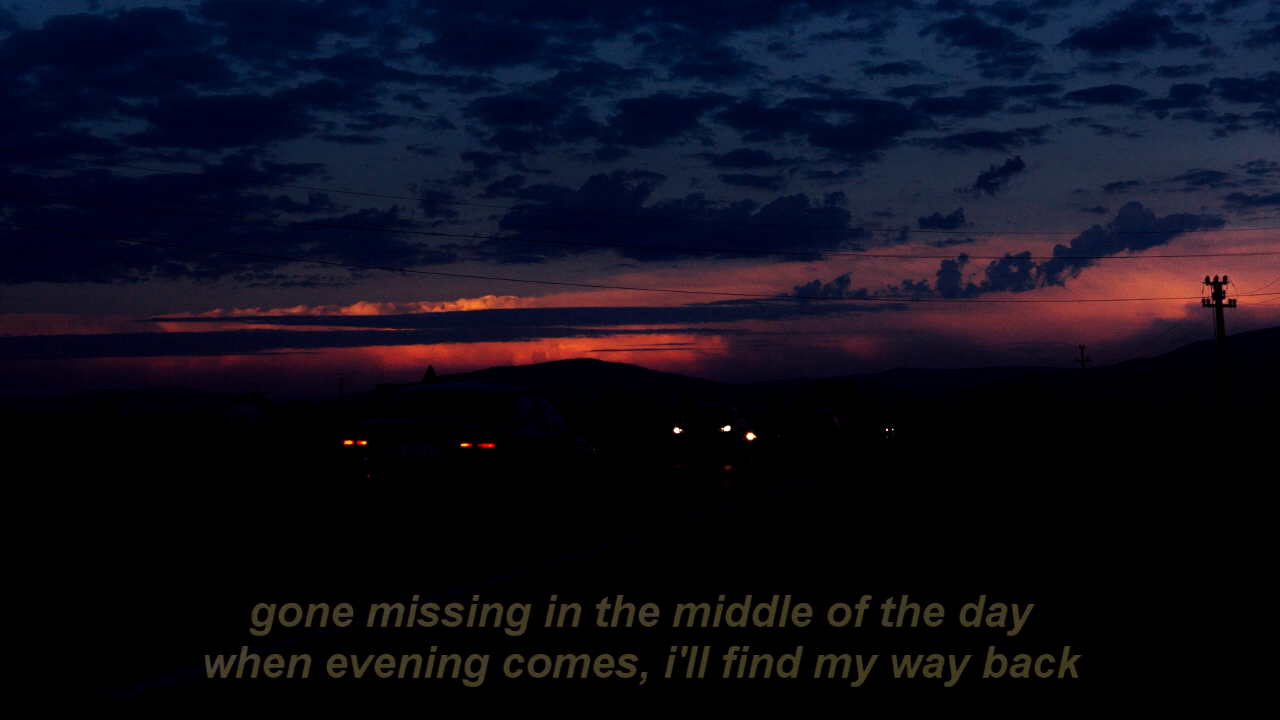 gone missing in the middle of the day
when evening comes, i'll find my way back